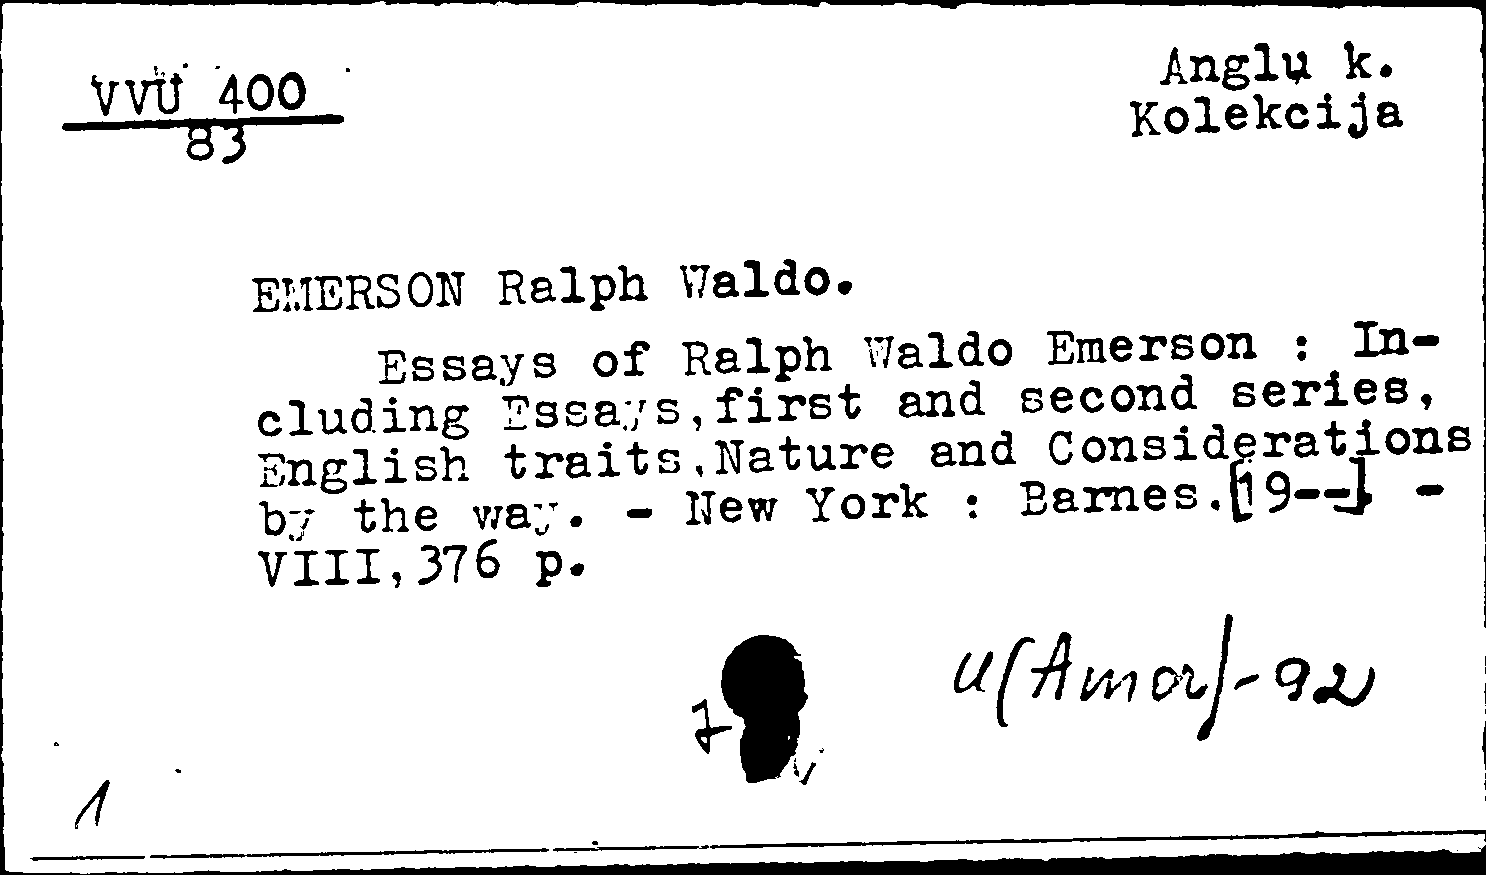 VVU 400
83
Anglų k.
Kolekcija
EMERSON Ralph Waldo.
Essays of Ralph Waldo Emerson : In-
cluding Essays,first and second series,
English traits,Nature and Considerations
by the way. - New York : Barnes.[19--]. -
VIII,376 p.
U(Amer)-92
1